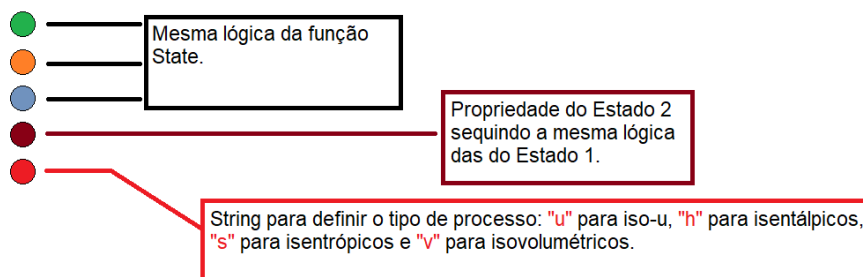 Mesma lógica da função
State.
Propriedade do Estado 2
sequindo a mesma lógica
das do Estado 1.
String para definir o tipo de processo: "u" para iso-u, "h" para isentálpicos,
"s" para isentrópicos e "v" para isovolumétricos.